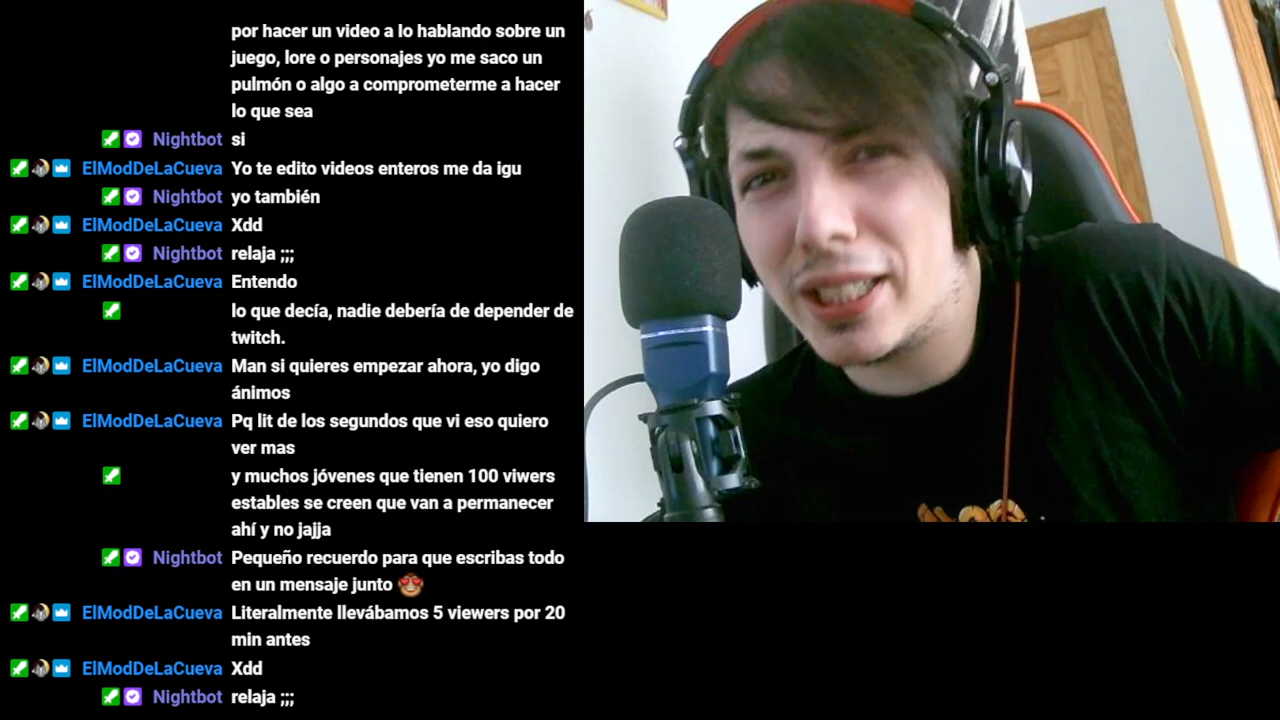 por hacer un video a lo hablando sobre un
juego, lore o personajes yo me saco un
pulmón o algo a comprometerme a hacer
lo que sea
Nightbot si
ElModDeLaCueva Yo te edito videos enteros me da igu
Nightbot yo también
ElModDeLaCueva Xdd
Nightbot relaja ;;;
ElModDeLaCueva Entendo
lo que decía, nadie debería de depender de
twitch.
ElModDeLaCueva Man si quieres empezar ahora, yo digo
ánimos
ElModDeLaCueva Pq lit de los segundos que vi eso quiero
ver mas
y muchos jóvenes que tienen 100 viwers
estables se creen que van a permanecer
ahí y no jajja
Nightbot Pequeño recuerdo para que escribas todo
en un mensaje junto
ElModDeLaCueva Literalmente llevábamos 5 viewers por 20
min antes
ElModDeLaCueva Xdd
Nightbot relaja ;;;